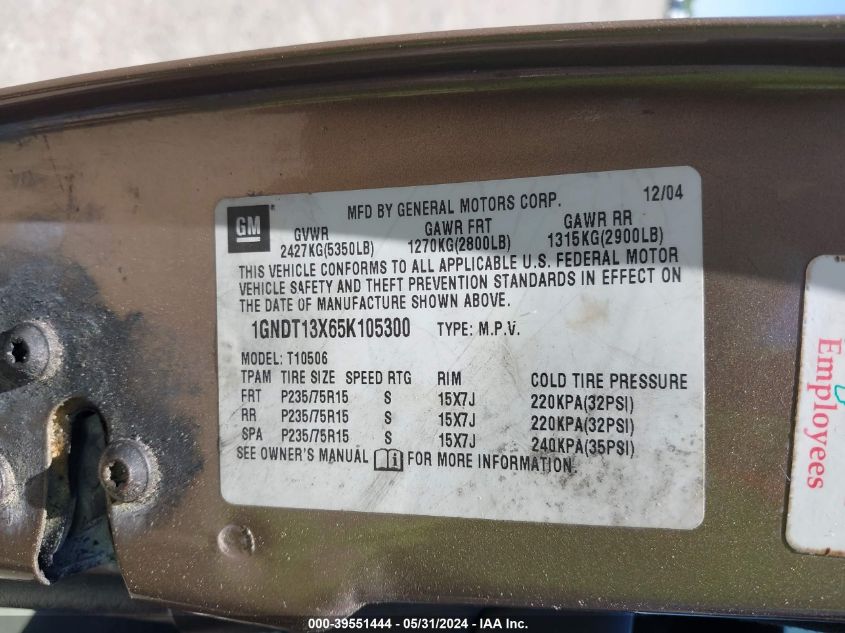 GM
MFD BY GENERAL MOTORS CORP. 12/04
GVWR GAWR FRT GAWR RR
2427KG(5350LB) 1270KG(2800LB) 1315KG(2900LB)
THIS VEHICLE CONFORMS TO ALL APPLICABLE U.S. FEDERAL MOTOR
VEHICLE SAFETY AND THEFT PREVENTION STANDARDS IN EFFECT ON
THE DATE OF MANUFACTURE SHOWN ABOVE.
1GNDT13X65K105300 TYPE: M.P.V.
MODEL: T10506
TPAM TIRE SIZE SPEED RTG RIM COLD TIRE PRESSURE
FRT P235/75R15 S 15X7J 220KPA(32PSI)
RR P235/75R15 S 15X7J 220KPA(32PSI)
SPA P235/75R15 S 15X7J 240KPA(35PSI)
SEE OWNER'S MANUAL FOR MORE INFORMATION.
Employees
000-39551444 / 05/31/2024 - IAA Inc.